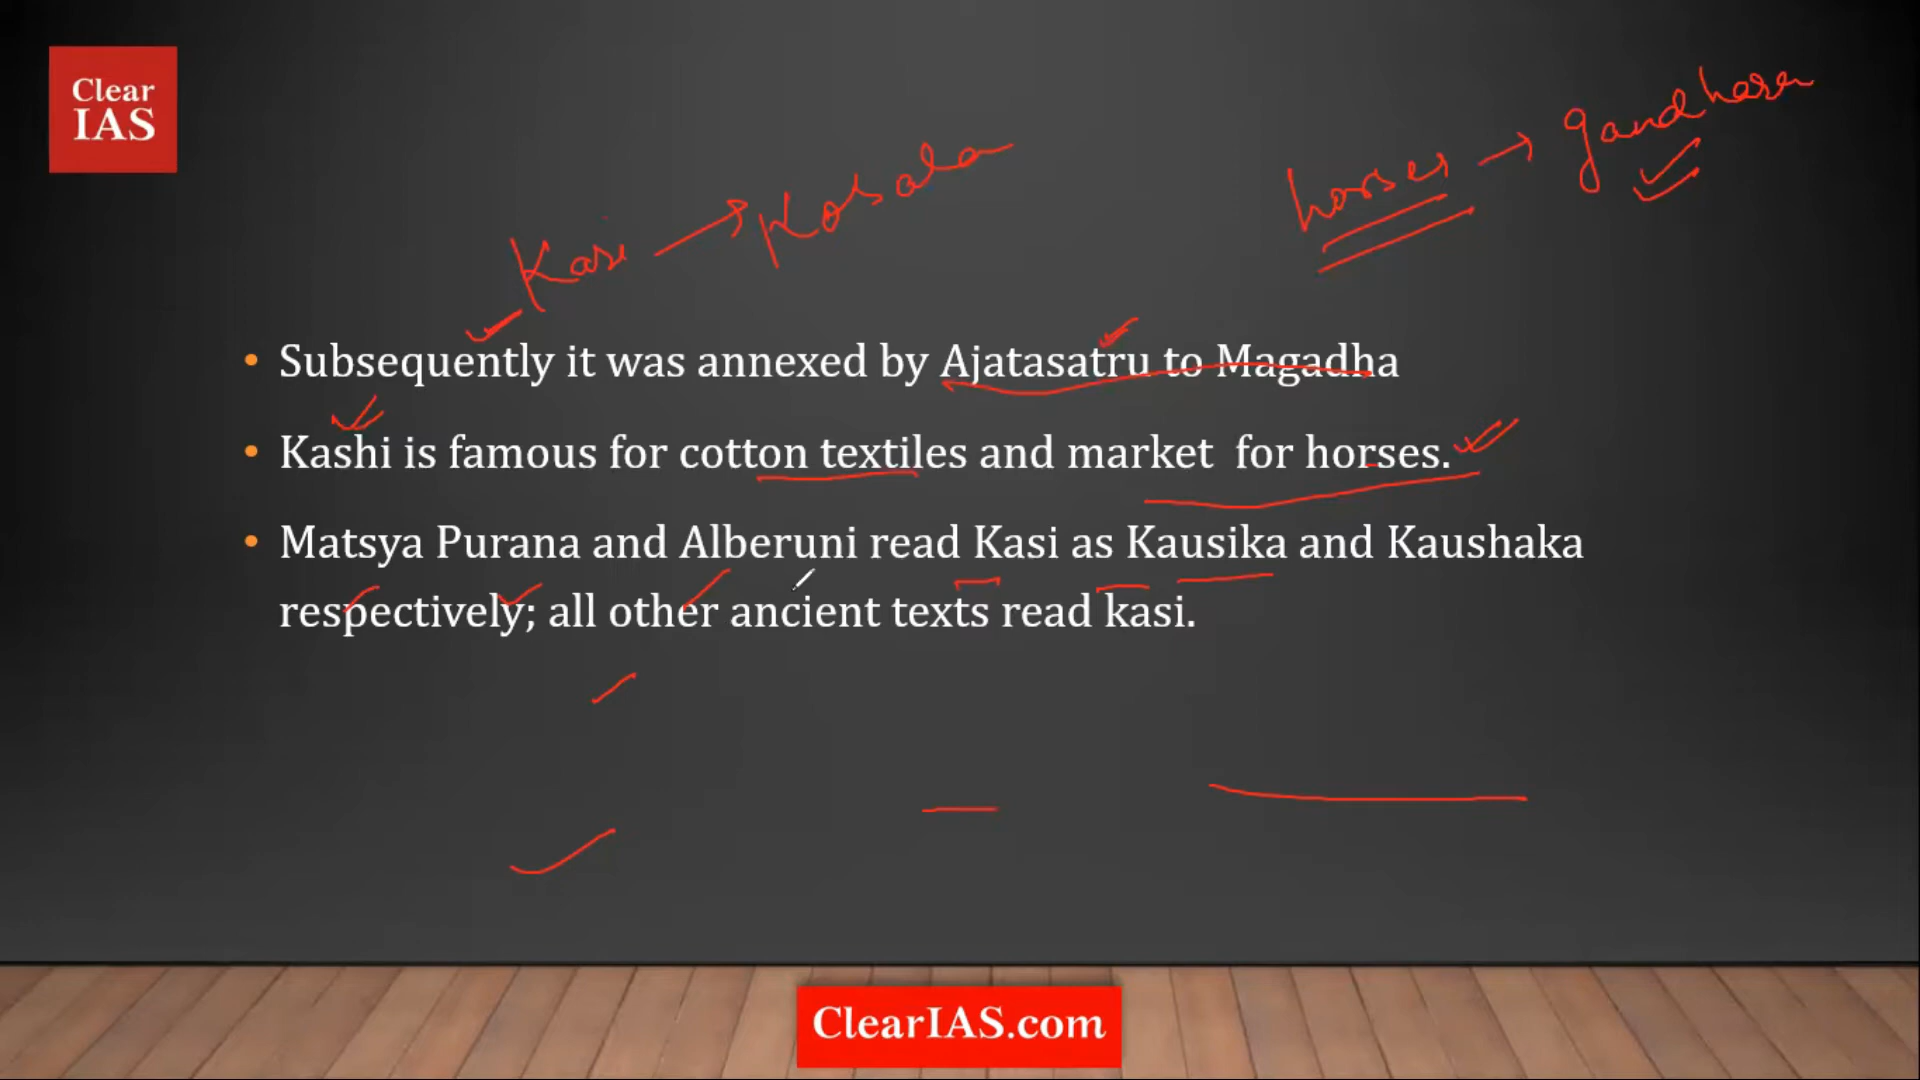 Clear
IAS
Kasi → Kosala
horses → gandhara
• Subsequently it was annexed by Ajatasatru to Magadha
• Kashi is famous for cotton textiles and market for horses.
• Matsya Purana and Alberuni read Kasi as Kausika and Kaushaka
respectively; all other ancient texts read kasi.
ClearIAS.com